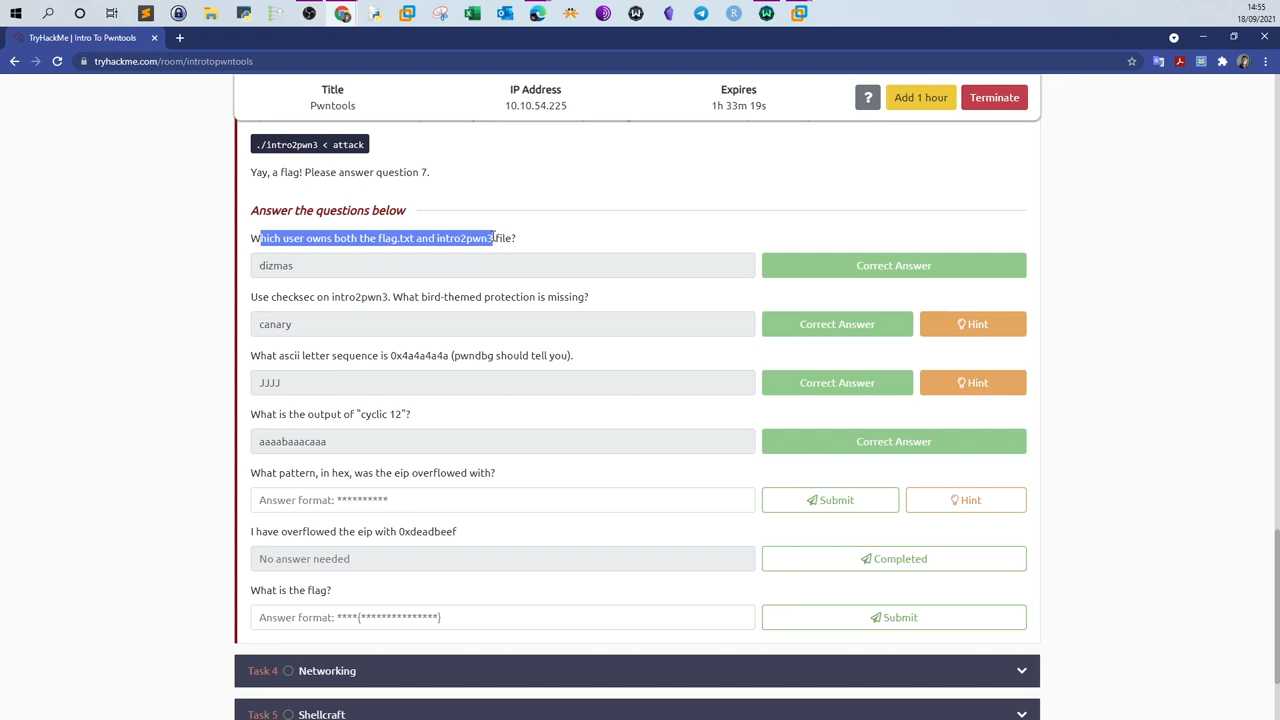 14:55
18/09/2021
TryHackMe | Intro To Pwntools
tryhackme.com/room/introtopwntools
Title
Pwntools
IP Address
10.10.54.225
Expires
1h 33m 19s
?
Add 1 hour
Terminate
./intro2pwn3 < attack
Yay, a flag! Please answer question 7.
Answer the questions below
Which user owns both the flag.txt and intro2pwn3 file?
dizmas
Correct Answer
Use checksec on intro2pwn3. What bird-themed protection is missing?
canary
Correct Answer
Hint
What ascii letter sequence is 0x4a4a4a4a (pwndbg should tell you).
JJJJ
Correct Answer
Hint
What is the output of "cyclic 12"?
aaaabaaacaaa
Correct Answer
What pattern, in hex, was the eip overflowed with?
Answer format: **********
Submit
Hint
I have overflowed the eip with 0xdeadbeef
No answer needed
Completed
What is the flag?
Answer format: ****{***************}
Submit
Task 4 Networking
Task 5 Shellcraft